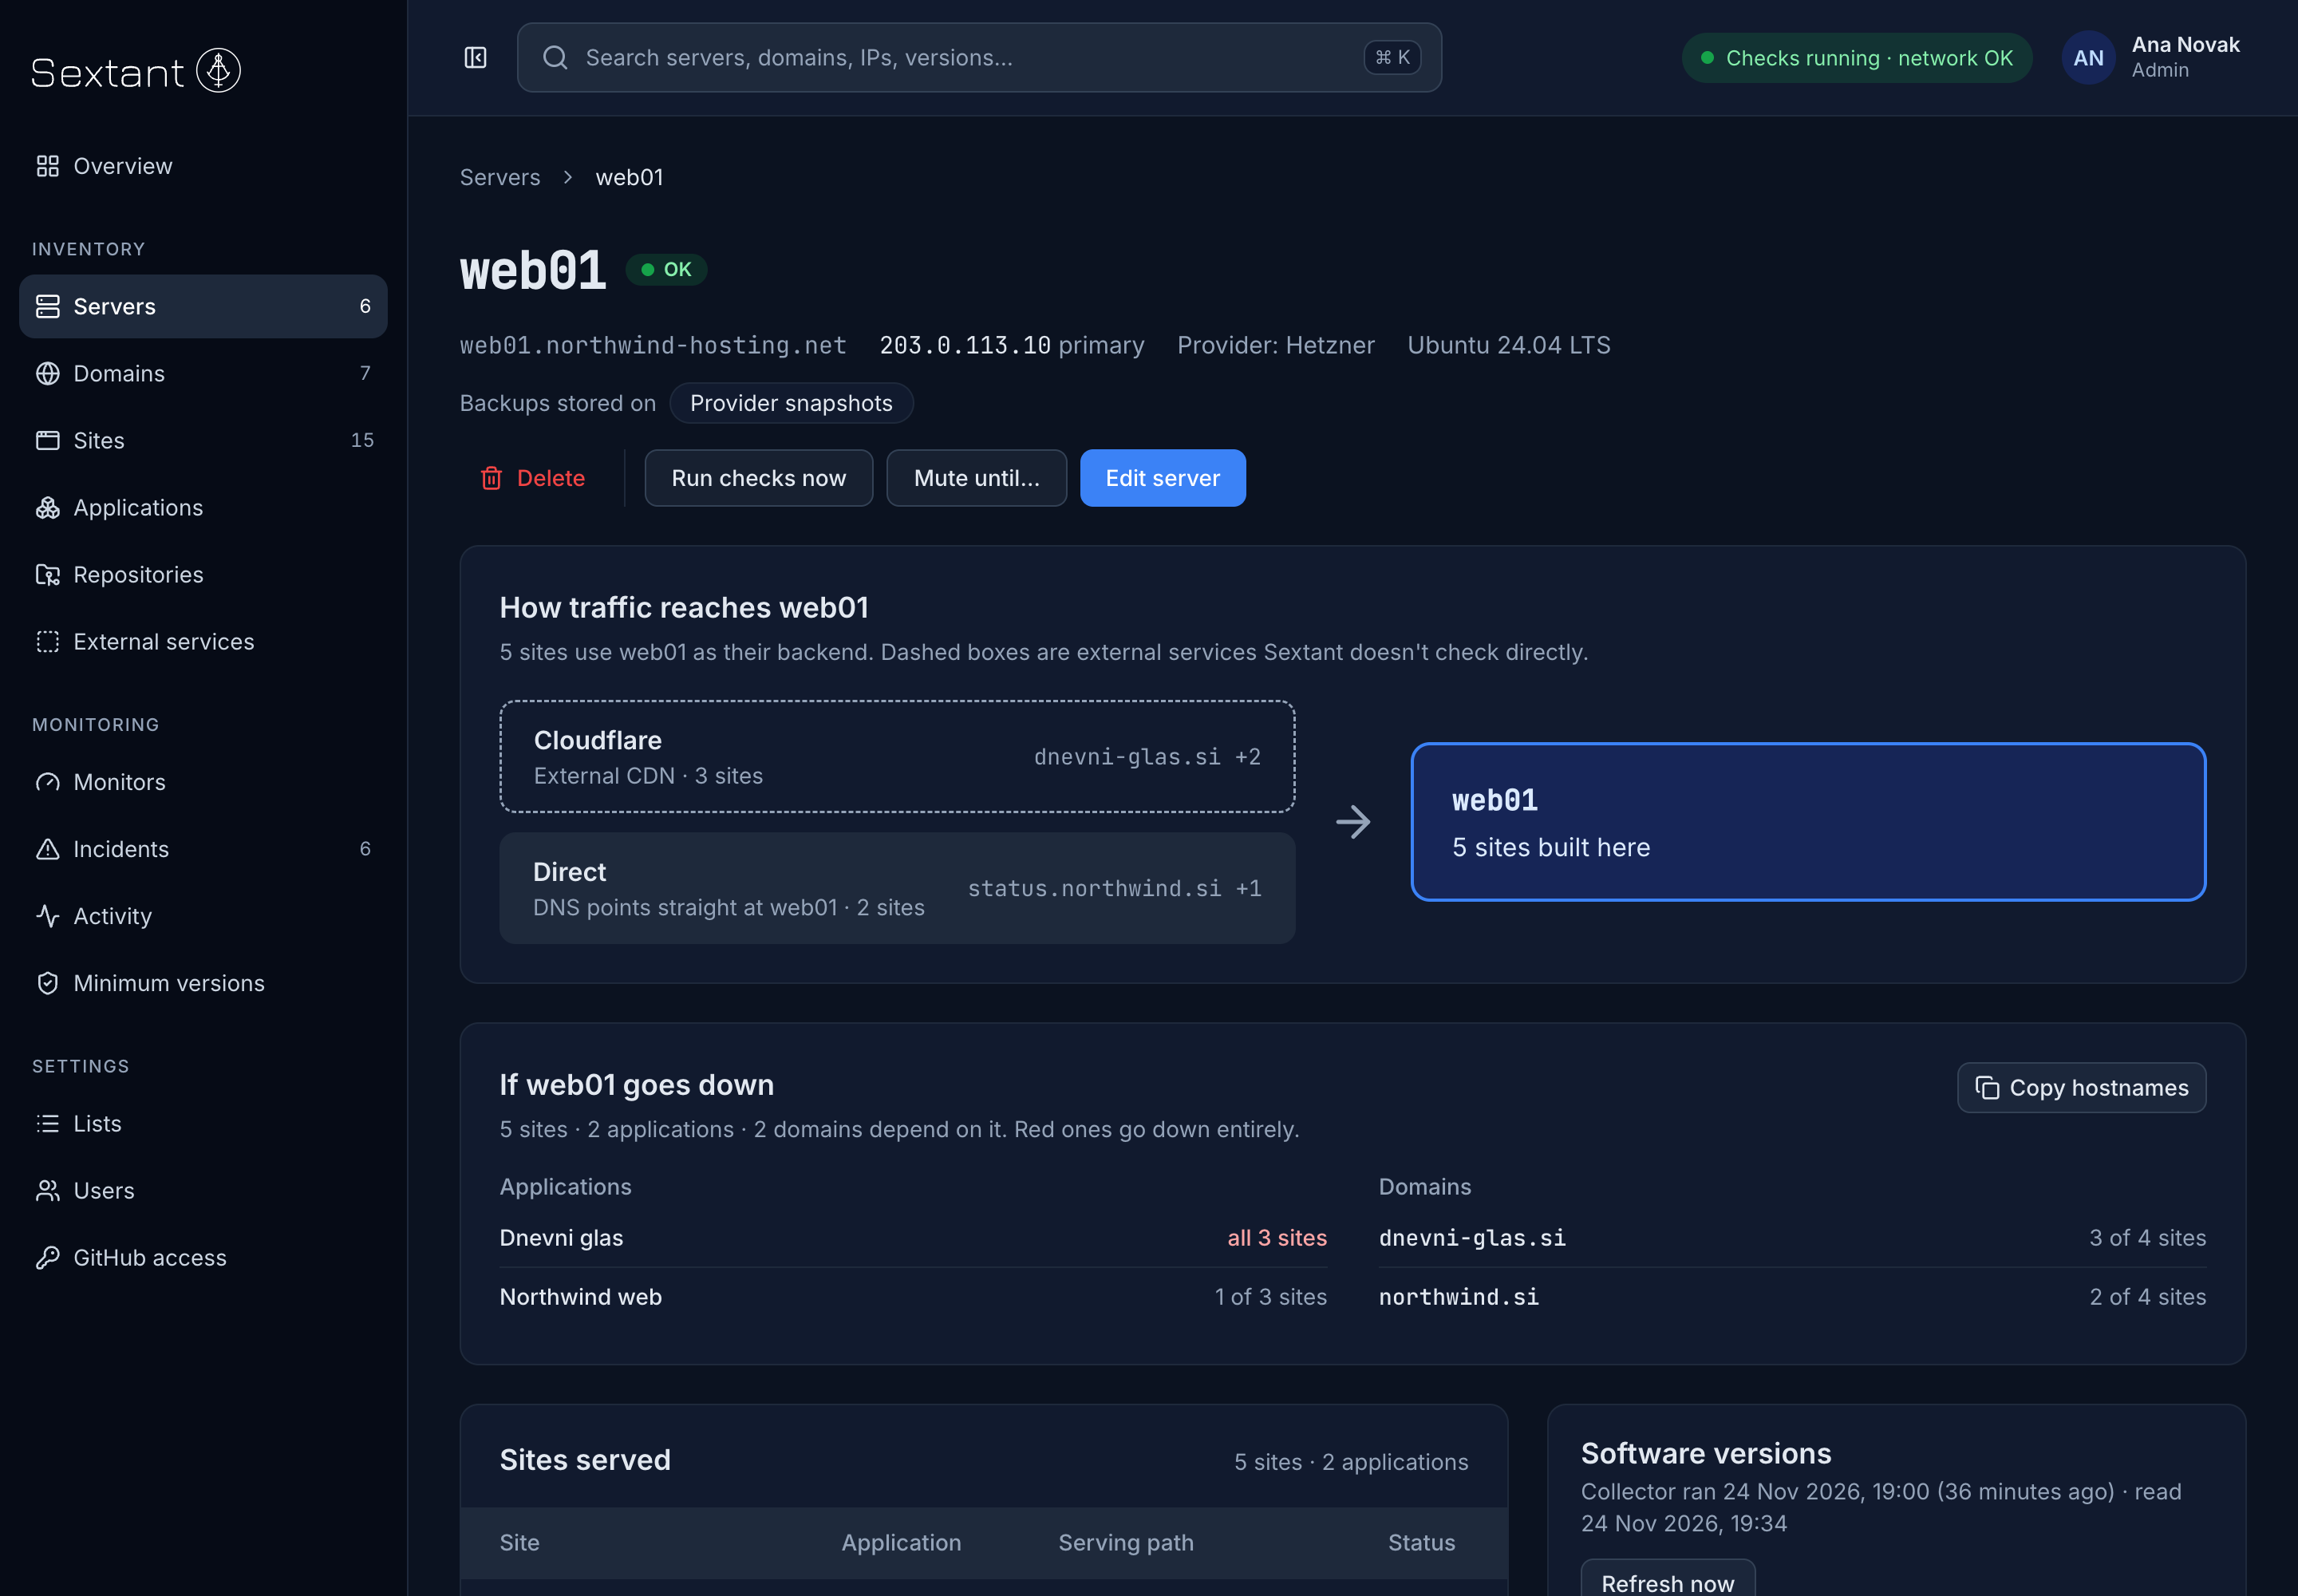 Sextant
Search servers, domains, IPs, versions...
⌘ K
Checks running · network OK
AN
Ana Novak
Admin
Overview
INVENTORY
Servers 6
Domains 7
Sites 15
Applications
Repositories
External services
MONITORING
Monitors
Incidents 6
Activity
Minimum versions
SETTINGS
Lists
Users
GitHub access
Servers > web01
web01 OK
web01.northwind-hosting.net 203.0.113.10 primary Provider: Hetzner Ubuntu 24.04 LTS
Backups stored on Provider snapshots
Delete Run checks now Mute until... Edit server
How traffic reaches web01
5 sites use web01 as their backend. Dashed boxes are external services Sextant doesn't check directly.
Cloudflare
External CDN · 3 sites
dnevni-glas.si +2
Direct
DNS points straight at web01 · 2 sites
status.northwind.si +1
web01
5 sites built here
If web01 goes down
Copy hostnames
5 sites · 2 applications · 2 domains depend on it. Red ones go down entirely.
Applications
Dnevni glas all 3 sites
Northwind web 1 of 3 sites
Domains
dnevni-glas.si 3 of 4 sites
northwind.si 2 of 4 sites
Sites served
5 sites · 2 applications
Site Application Serving path Status
Software versions
Collector ran 24 Nov 2026, 19:00 (36 minutes ago) · read
24 Nov 2026, 19:34
Refresh now